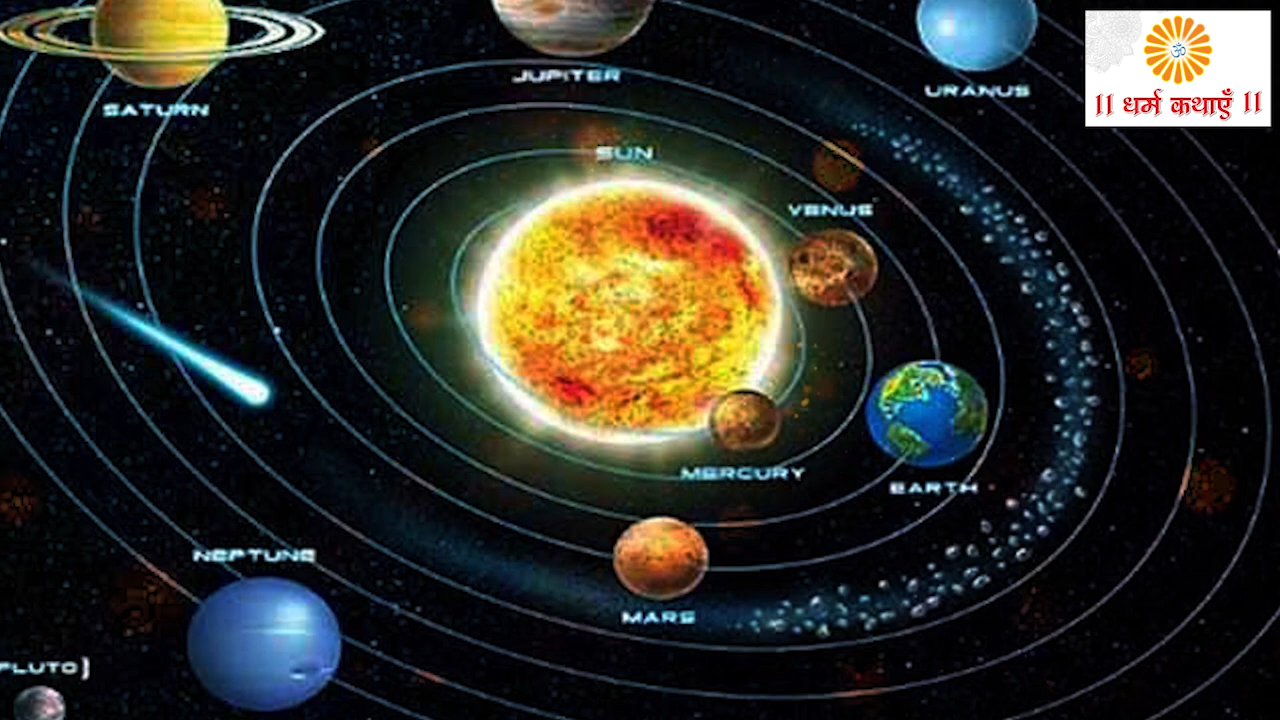 JUPITER
SATURN
URANUS
ॐ
॥ धर्म कथाएँ ॥
SUN
VENUS
MERCURY
EARTH
NEPTUNE
MARS
PLUTO)